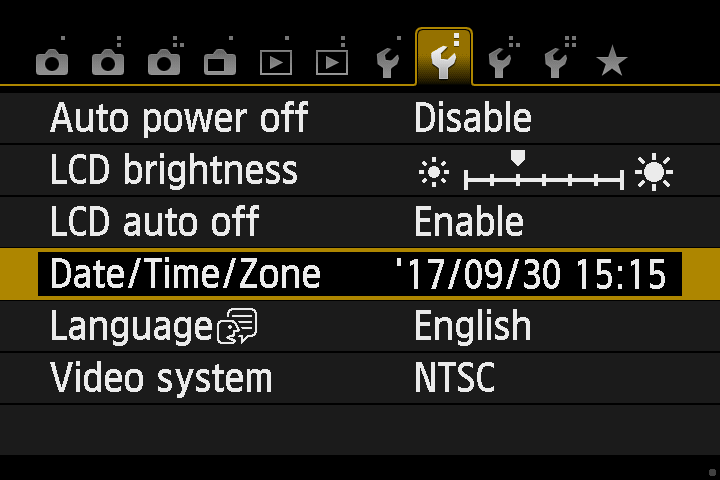 Auto power off Disable
LCD brightness
LCD auto off Enable
Date/Time/Zone '17/09/30 15:15
Language English
Video system NTSC